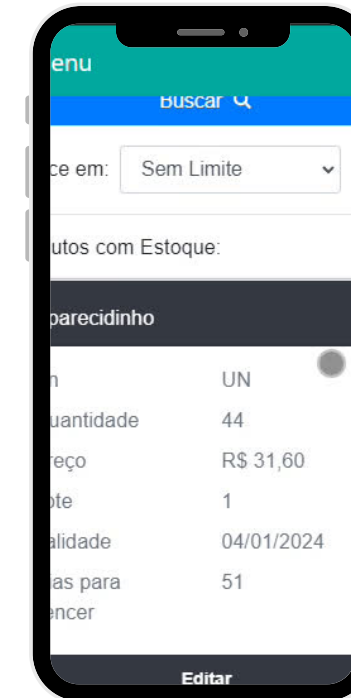 enu
Buscar
ce em: Sem Limite
utos com Estoque:
parecidinho
UN
uantidade 44
reço R$ 31,60
ote 1
alidade 04/01/2024
as para 51
encer
Editar